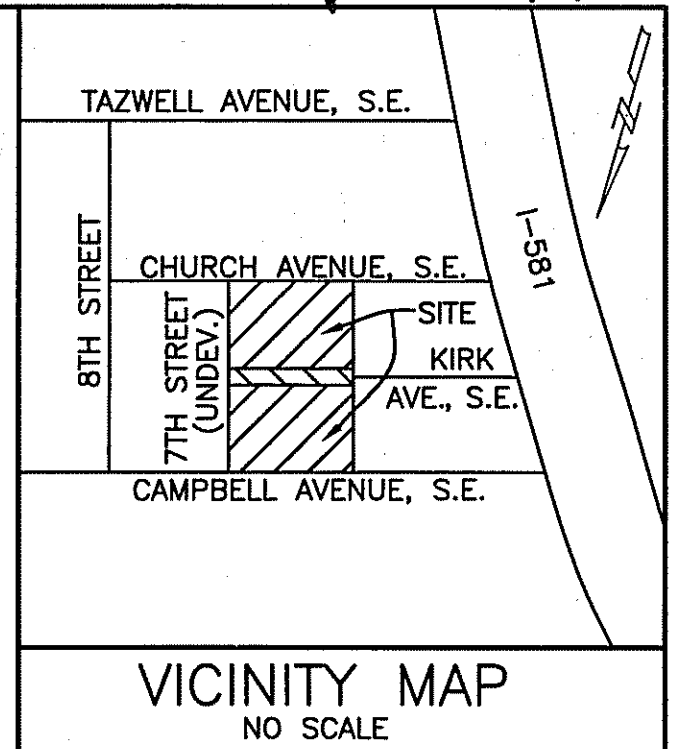 TAZWELL AVENUE, S.E.
8TH STREET
I-581
CHURCH AVENUE, S.E.
7TH STREET
(UNDEV.)
SITE
KIRK
AVE., S.E.
CAMPBELL AVENUE, S.E.
VICINITY MAP
NO SCALE